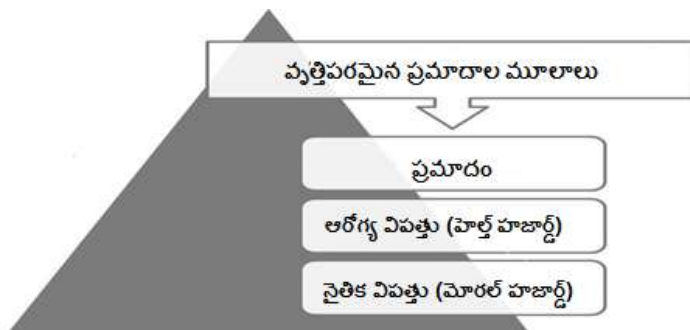 వృత్తిపరమైన ప్రమాదాల మూలాలు
ప్రమాదం
ఆరోగ్య విపత్తు (హెల్త్ హజార్డ్)
నైతిక విపత్తు (మోరల్ హజార్డ్)